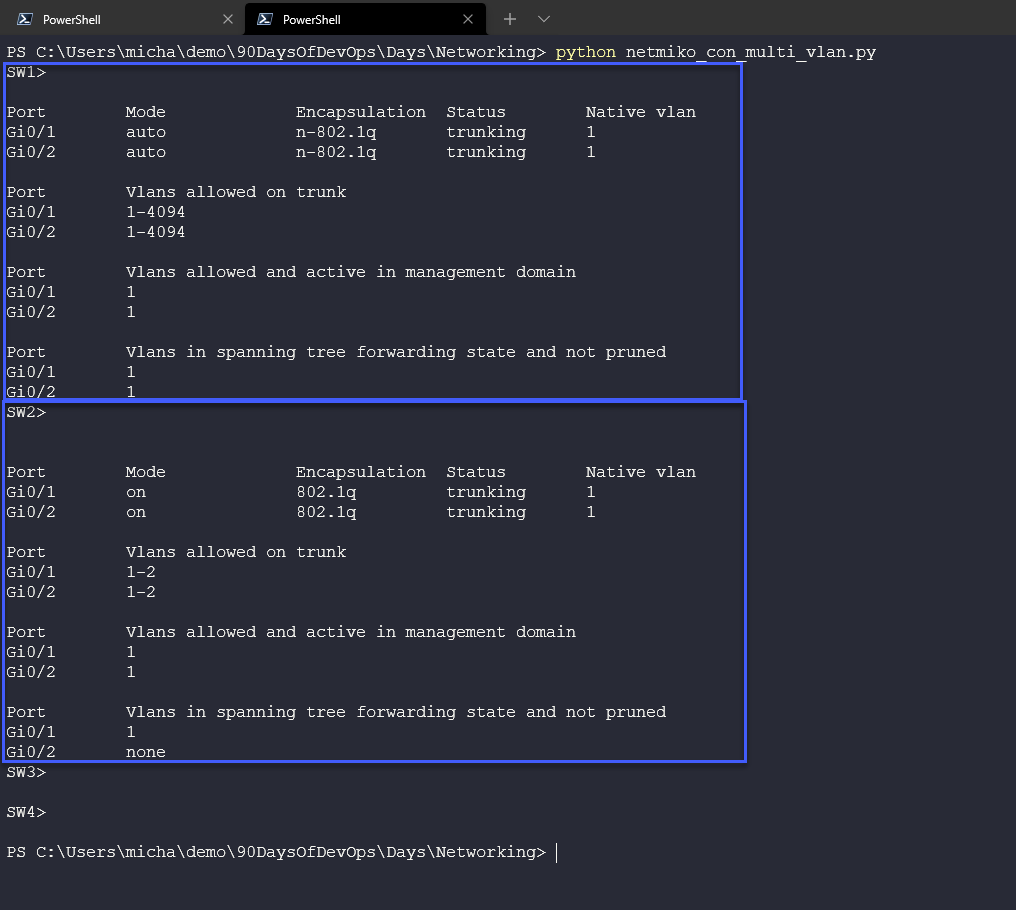 PowerShell
PowerShell
PS C:\Users\micha\demo\90DaysOfDevOps\Days\Networking> python netmiko_con_multi_vlan.py
SW1>
Port        Mode             Encapsulation  Status        Native vlan
Gi0/1       auto             n-802.1q       trunking      1
Gi0/2       auto             n-802.1q       trunking      1
Port        Vlans allowed on trunk
Gi0/1       1-4094
Gi0/2       1-4094
Port        Vlans allowed and active in management domain
Gi0/1       1
Gi0/2       1
Port        Vlans in spanning tree forwarding state and not pruned
Gi0/1       1
Gi0/2       1
SW2>
Port        Mode             Encapsulation  Status        Native vlan
Gi0/1       on               802.1q         trunking      1
Gi0/2       on               802.1q         trunking      1
Port        Vlans allowed on trunk
Gi0/1       1-2
Gi0/2       1-2
Port        Vlans allowed and active in management domain
Gi0/1       1
Gi0/2       1
Port        Vlans in spanning tree forwarding state and not pruned
Gi0/1       1
Gi0/2       none
SW3>
SW4>
PS C:\Users\micha\demo\90DaysOfDevOps\Days\Networking>